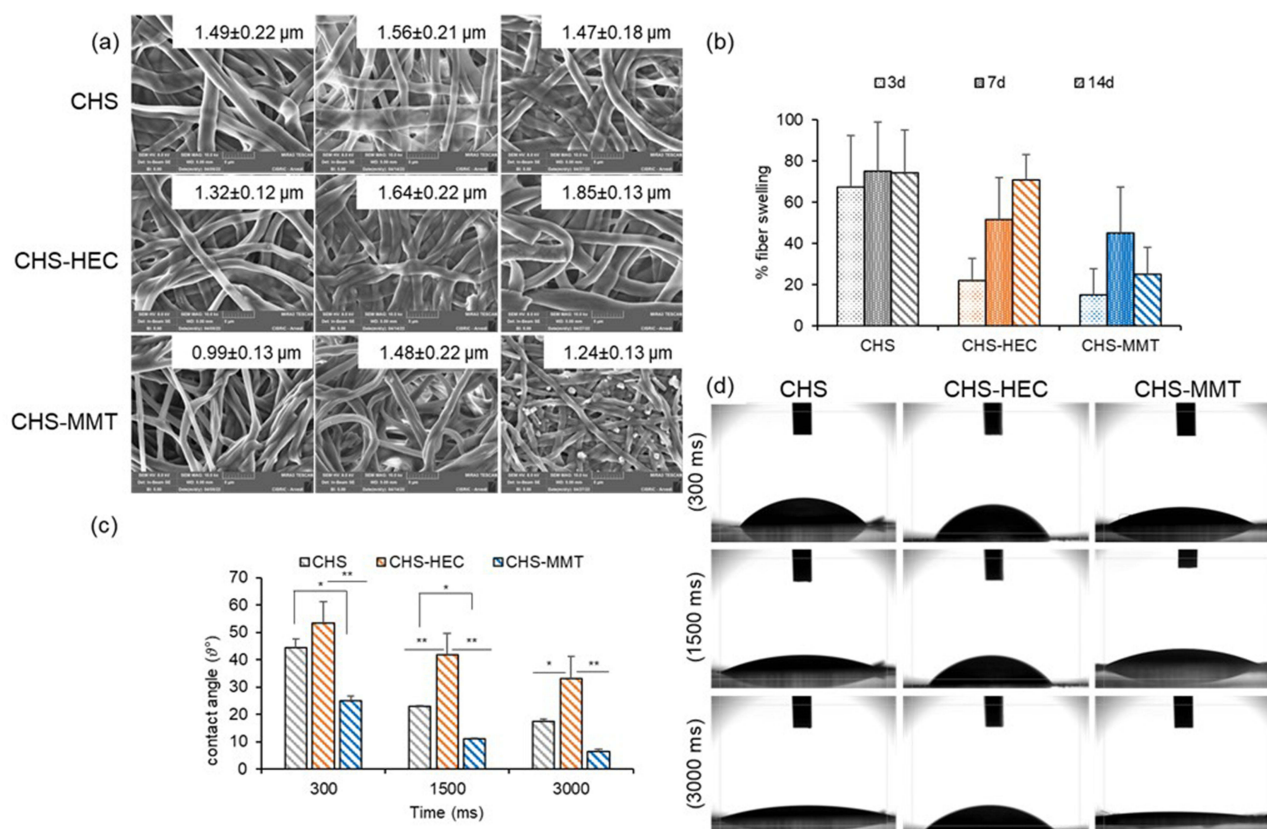 (a)
1.49±0.22 µm
1.56±0.21 µm
1.47±0.18 µm
CHS
1.32±0.12 µm
1.64±0.22 µm
1.85±0.13 µm
CHS-HEC
0.99±0.13 µm
1.48±0.22 µm
1.24±0.13 µm
CHS-MMT
(b)
3d 7d 14d
100
80
60
40
20
0
% fiber swelling
CHS CHS-HEC CHS-MMT
(c)
CHS CHS-HEC CHS-MMT
* **
*
** **
* **
70
60
50
40
30
20
10
0
contact angle (ϑ°)
300 1500 3000
Time (ms)
(d)
CHS CHS-HEC CHS-MMT
(300 ms)
(1500 ms)
(3000 ms)